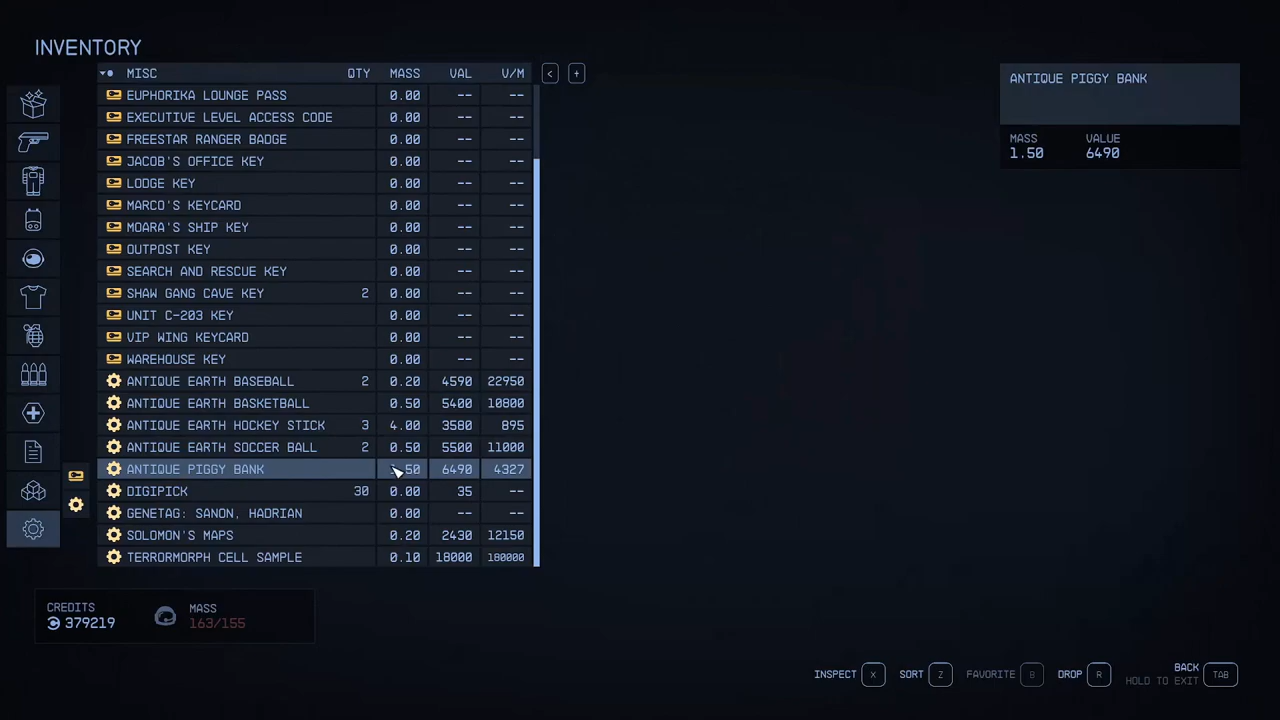 INVENTORY
MISC QTY MASS VAL V/M < +
EUPHORIKA LOUNGE PASS 0.00 -- --
EXECUTIVE LEVEL ACCESS CODE 0.00 -- --
FREESTAR RANGER BADGE 0.00 -- --
JACOB'S OFFICE KEY 0.00 -- --
LODGE KEY 0.00 -- --
MARCO'S KEYCARD 0.00 -- --
MOARA'S SHIP KEY 0.00 -- --
OUTPOST KEY 0.00 -- --
SEARCH AND RESCUE KEY 0.00 -- --
SHAW GANG CAVE KEY 2 0.00 -- --
UNIT C-203 KEY 0.00 -- --
VIP WING KEYCARD 0.00 -- --
WAREHOUSE KEY 0.00 -- --
ANTIQUE EARTH BASEBALL 2 0.20 4590 22950
ANTIQUE EARTH BASKETBALL 0.50 5400 10800
ANTIQUE EARTH HOCKEY STICK 3 4.00 3580 895
ANTIQUE EARTH SOCCER BALL 2 0.50 5500 11000
ANTIQUE PIGGY BANK .50 6490 4327
DIGIPICK 30 0.00 35 --
GENETAG: SANON, HADRIAN 0.00 -- --
SOLOMON'S MAPS 0.20 2430 12150
TERRORMORPH CELL SAMPLE 0.10 18000 180000
CREDITS
379219
MASS
163/155
ANTIQUE PIGGY BANK
MASS VALUE
1.50 6490
INSPECT X SORT Z FAVORITE B DROP R BACK TAB
HOLD TO EXIT